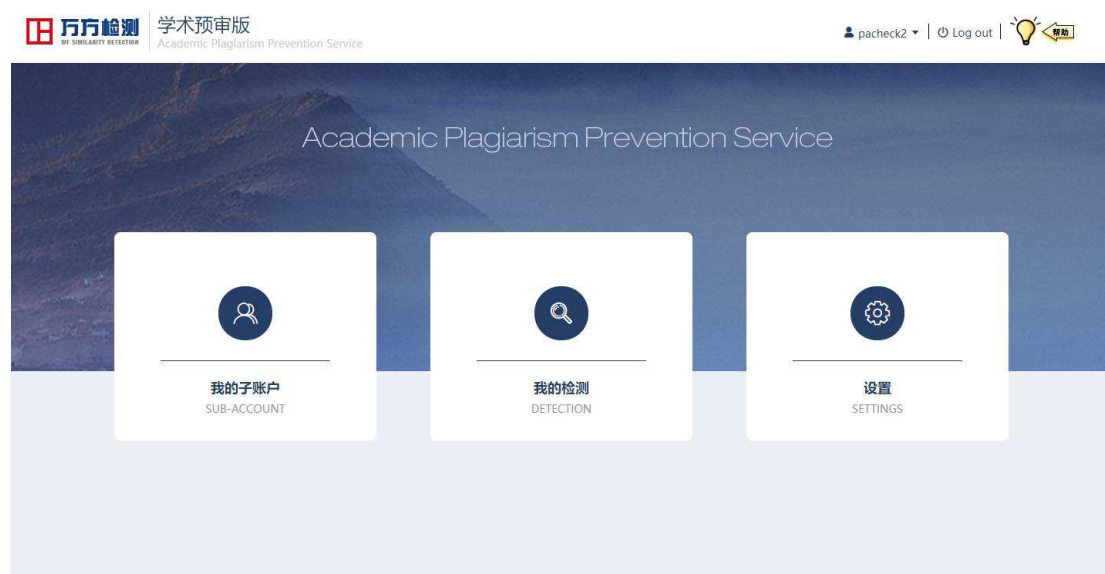 万方检测
WF SIMILARITY DETECTION
学术预审版
Academic Plagiarism Prevention Service
pacheck2
Log out
帮助
Academic Plagiarism Prevention Service
我的子账户
SUB-ACCOUNT
我的检测
DETECTION
设置
SETTINGS